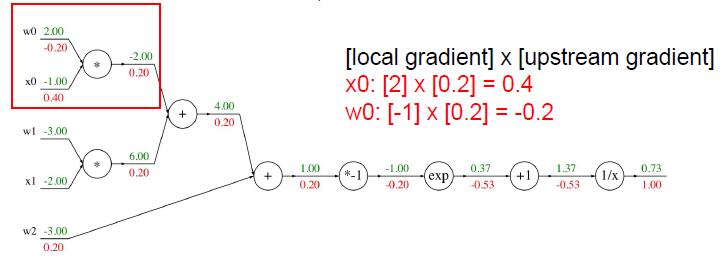 w0 2.00
-0.20
*
-2.00
0.20
x0 -1.00
0.40
[local gradient] x [upstream gradient]
x0: [2] x [0.2] = 0.4
w0: [-1] x [0.2] = -0.2
+
4.00
0.20
w1 -3.00
*
6.00
0.20
x1 -2.00
+
1.00
0.20
*-1
-1.00
-0.20
exp
0.37
-0.53
+1
1.37
-0.53
1/x
0.73
1.00
w2 -3.00
0.20